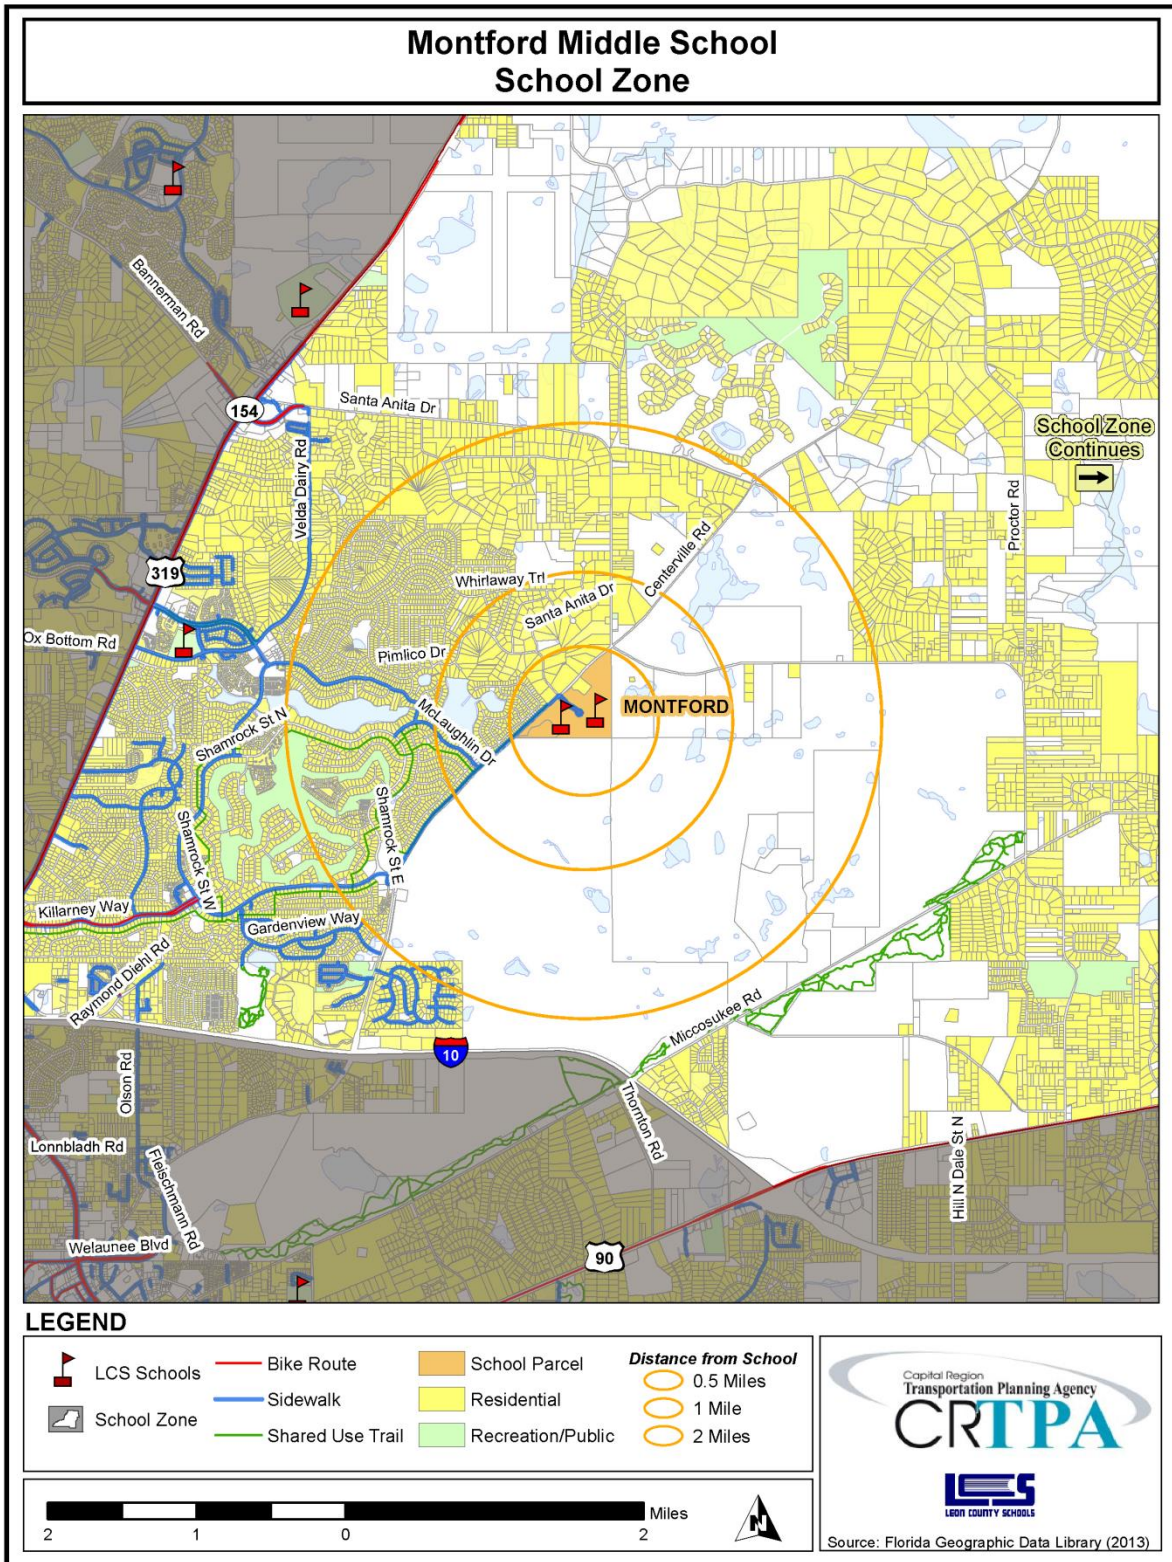 Montford Middle School
School Zone
Bannerman Rd
154
Santa Anita Dr
Velda Dairy Rd
School Zone
Continues
Proctor Rd
319
Centerville Rd
Whirlaway Trl
Santa Anita Dr
Ox Bottom Rd
Pimlico Dr
MONTFORD
McLaughlin Dr
Shamrock St N
Shamrock St E
Shamrock St W
Killarney Way
Gardenview Way
Raymond Diehl Rd
Miccosukee Rd
10
Olson Rd
Thornton Rd
Hill N Dale St N
Lonnbladh Rd
Fleischmann Rd
Welaunee Blvd
90
LEGEND
LCS Schools
School Zone
Bike Route
Sidewalk
Shared Use Trail
School Parcel
Residential
Recreation/Public
Distance from School
0.5 Miles
1 Mile
2 Miles
Capital Region
Transportation Planning Agency
CRTPA
LCS
LEON COUNTY SCHOOLS
Miles
2 1 0 2
N
Source: Florida Geographic Data Library (2013)